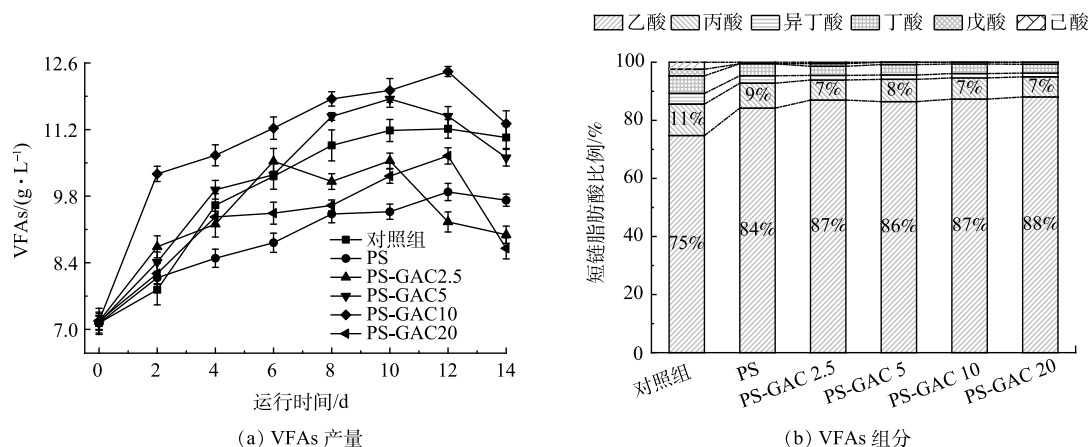 12.6
11.2
9.8
8.4
7.0
VFAs/(g·L⁻¹)
对照组
PS
PS-GAC2.5
PS-GAC5
PS-GAC10
PS-GAC20
0 2 4 6 8 10 12 14
运行时间/d
(a) VFAs 产量
乙酸 丙酸 异丁酸 丁酸 戊酸 己酸
100
80
60
40
20
0
短链脂肪酸比例/%
11% 9% 7% 8% 7% 7%
75% 84% 87% 86% 87% 88%
对照组 PS PS-GAC 2.5 PS-GAC 5 PS-GAC 10 PS-GAC 20
(b) VFAs 组分